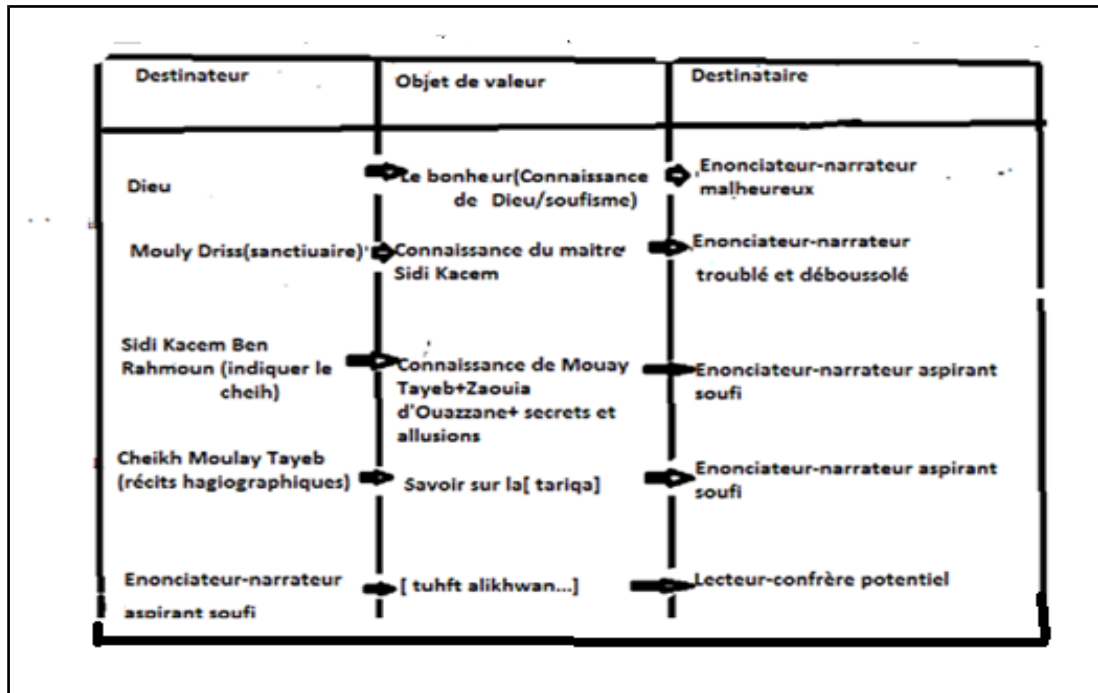 Destinateur
Objet de valeur
Destinataire
Dieu
Le bonheur(Connaissance
de Dieu/soufisme)
Enonciateur-narrateur
malheureux
Mouly Driss(sanctiuaire)
Connaissance du maitre
Sidi Kacem
Enonciateur-narrateur
troublé et déboussolé
Sidi Kacem Ben
Rahmoun (indiquer le
cheih)
Connaissance de Mouay
Tayeb+Zaouia
d'Ouazzane+ secrets et
allusions
Enonciateur-narrateur aspirant
soufi
Cheikh Moulay Tayeb
(récits hagiographiques)
Savoir sur la[ tariqa]
Enonciateur-narrateur aspirant
soufi
Enonciateur-narrateur
aspirant soufi
[ tuhft alikhwan...]
Lecteur-confrère potentiel